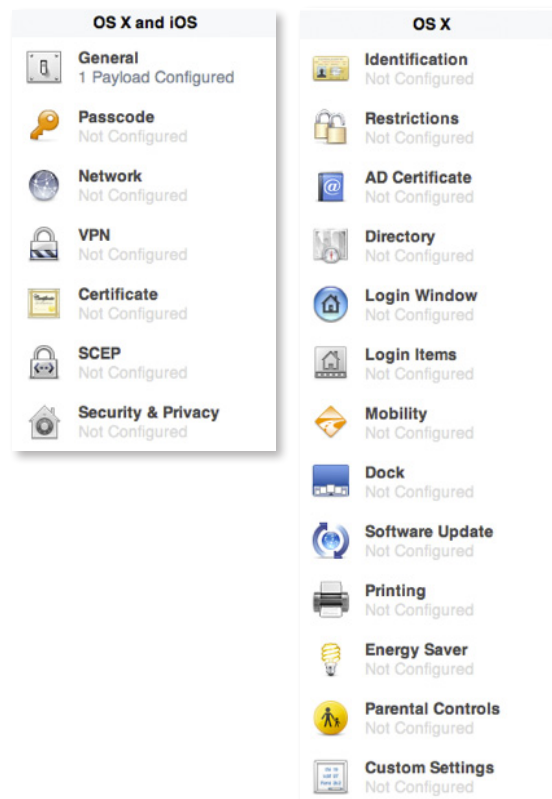 OS X and iOS
General
1 Payload Configured
Passcode
Not Configured
Network
Not Configured
VPN
Not Configured
Certificate
Not Configured
SCEP
Not Configured
Security & Privacy
Not Configured
OS X
Identification
Not Configured
Restrictions
Not Configured
AD Certificate
Not Configured
Directory
Not Configured
Login Window
Not Configured
Login Items
Not Configured
Mobility
Not Configured
Dock
Not Configured
Software Update
Not Configured
Printing
Not Configured
Energy Saver
Not Configured
Parental Controls
Not Configured
Custom Settings
Not Configured